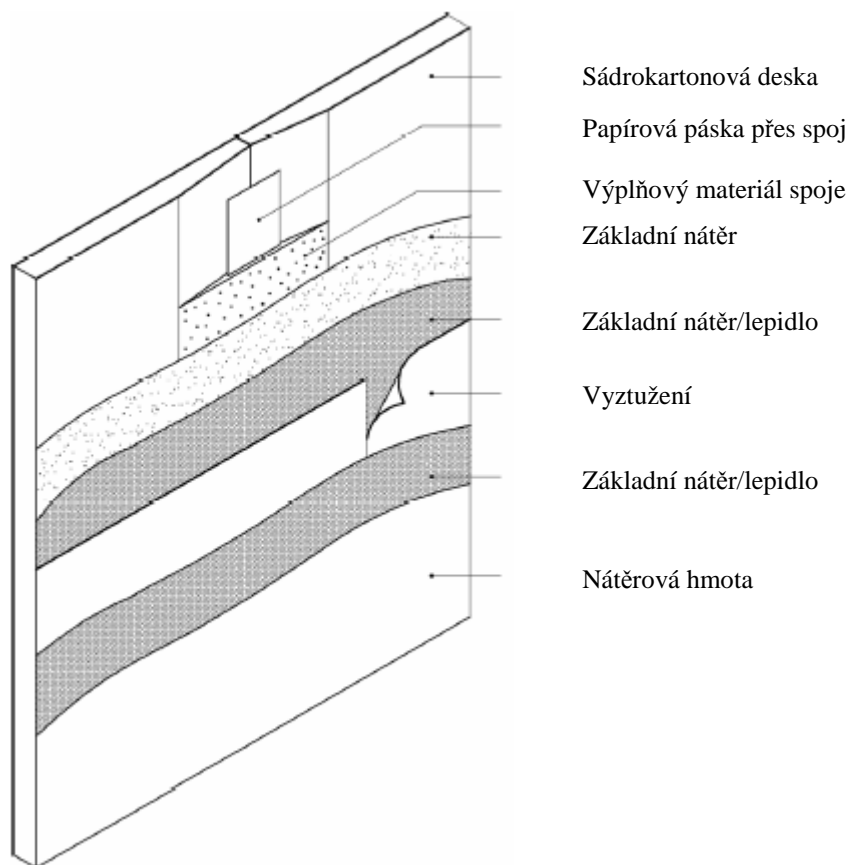 Sádrokartonová deska
Papírová páska přes spoj
Výplňový materiál spoje
Základní nátěr
Základní nátěr/lepidlo
Vyztužení
Základní nátěr/lepidlo
Nátěrová hmota